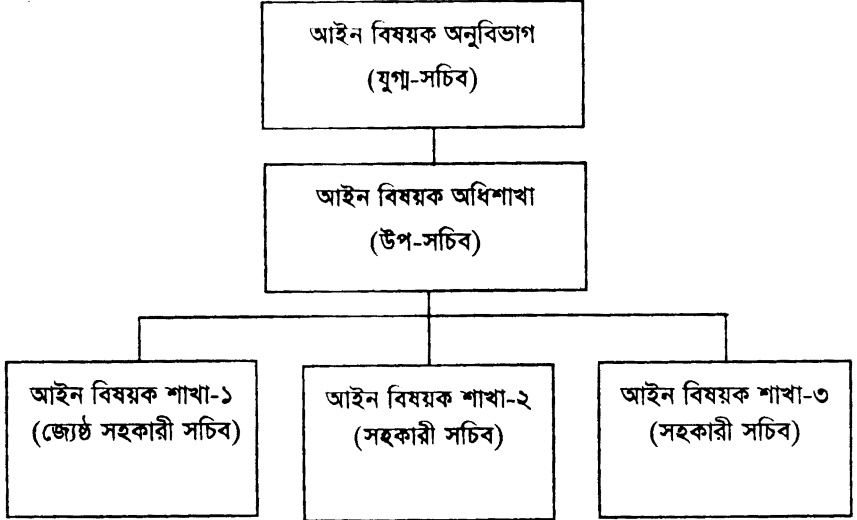 আইন বিষয়ক অনুবিভাগ
(যুগ্ম-সচিব)
আইন বিষয়ক অধিশাখা
(উপ-সচিব)
আইন বিষয়ক শাখা-১
(জ্যেষ্ঠ সহকারী সচিব)
আইন বিষয়ক শাখা-২
(সহকারী সচিব)
আইন বিষয়ক শাখা-৩
(সহকারী সচিব)